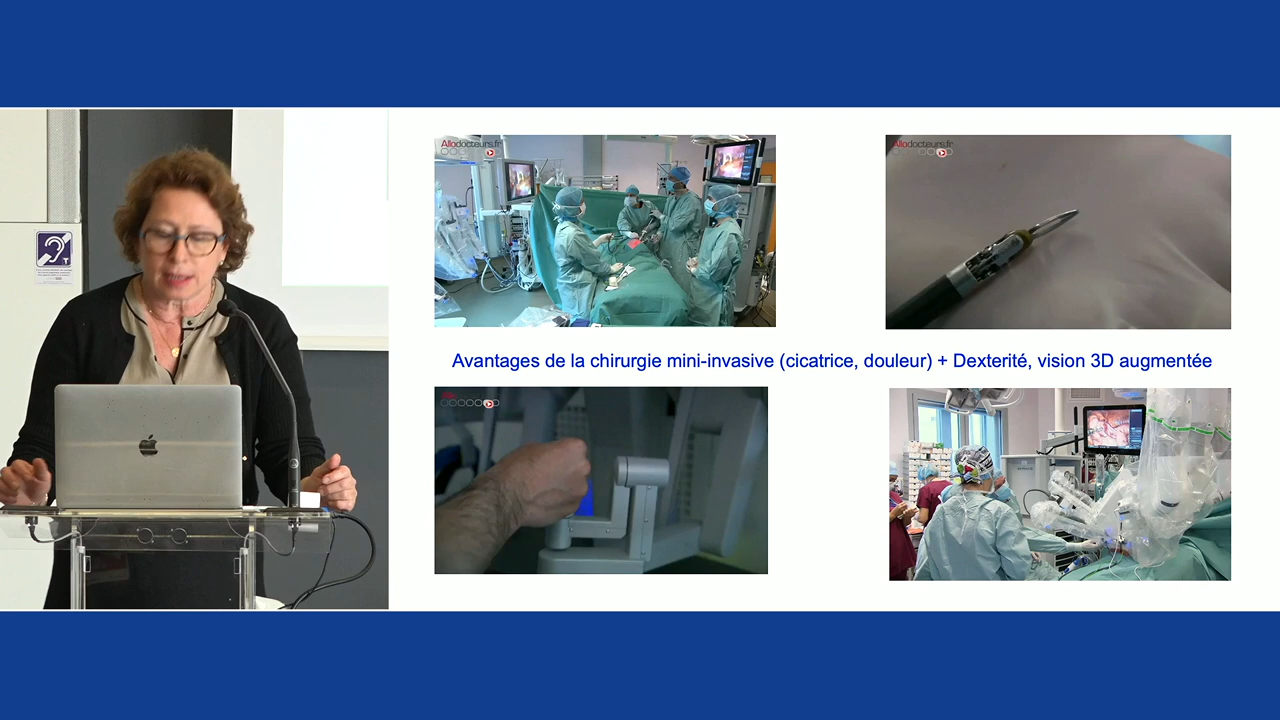 Allodocteurs.fr
Allodocteurs.fr
Avantages de la chirurgie mini-invasive (cicatrice, douleur) + Dexterité, vision 3D augmentée
T